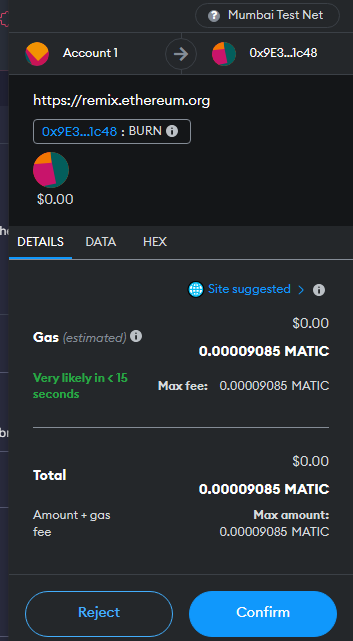 Mumbai Test Net
Account 1
0x9E3...1c48
https://remix.ethereum.org
0x9E3...1c48 : BURN
$0.00
DETAILS DATA HEX
Site suggested >
$0.00
Gas (estimated)
0.00009085 MATIC
Very likely in < 15 seconds
Max fee: 0.00009085 MATIC
$0.00
Total
0.00009085 MATIC
Amount + gas fee
Max amount:
0.00009085 MATIC
Reject Confirm